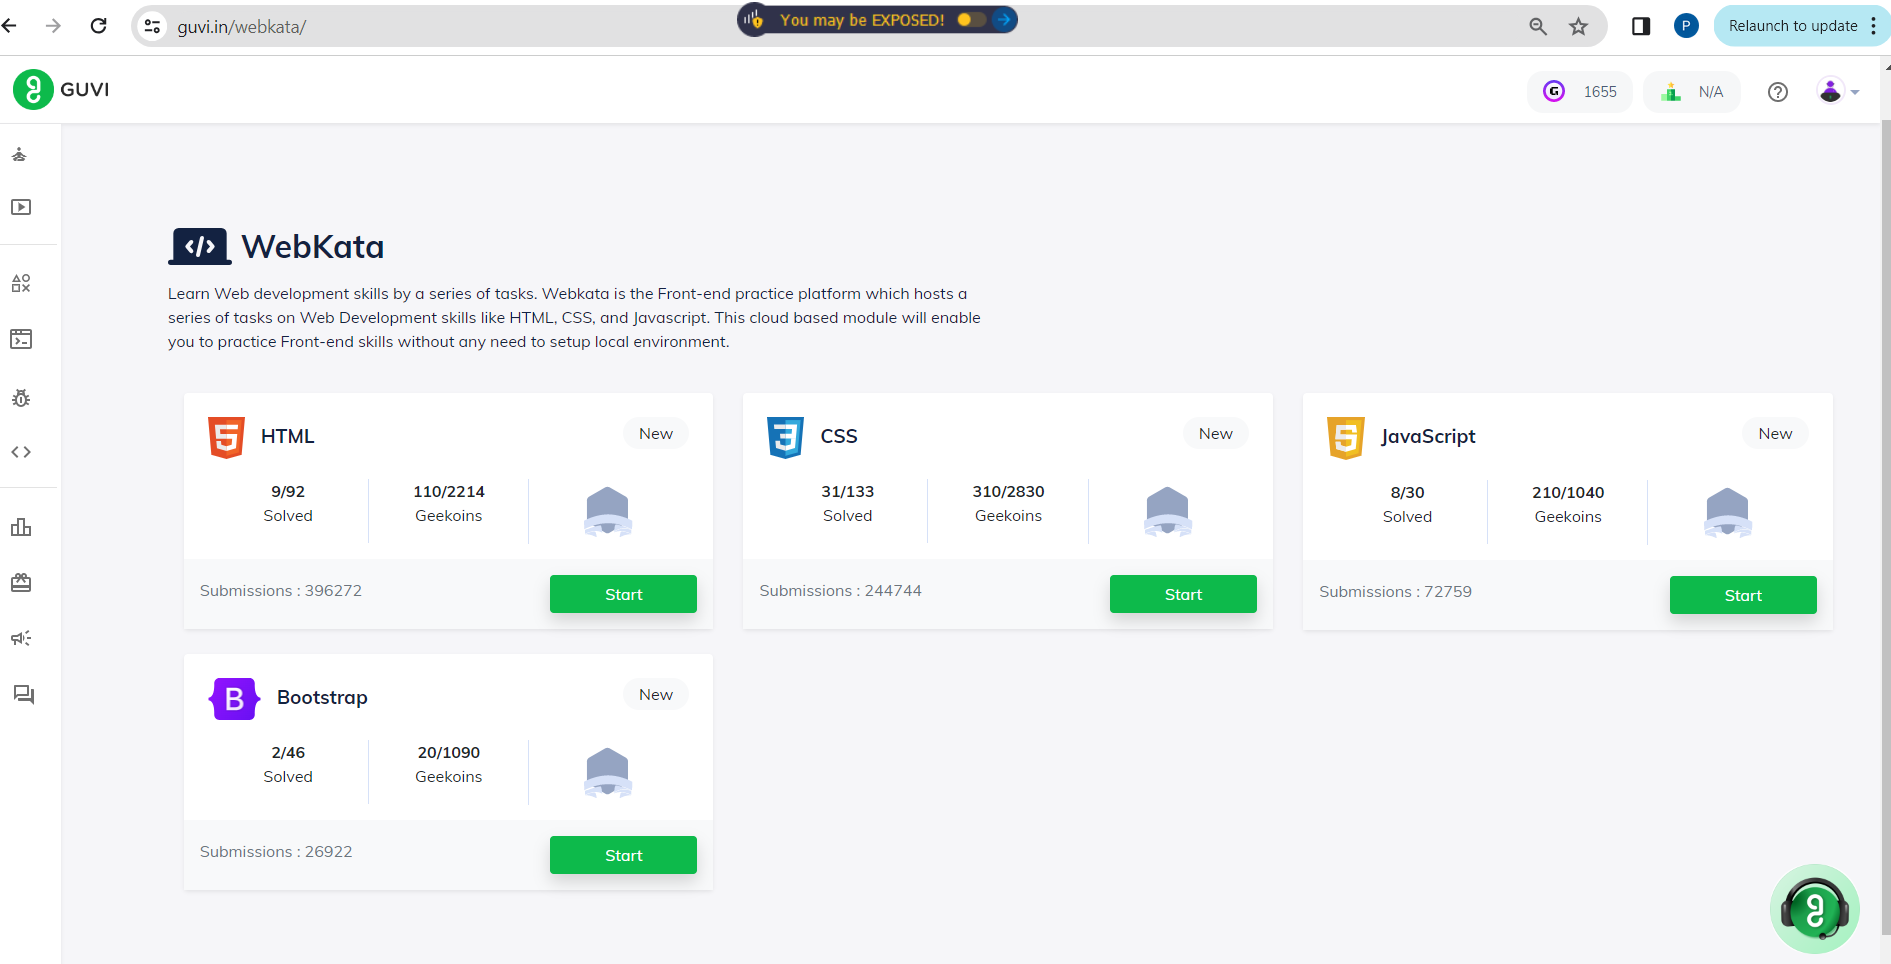 guvi.in/webkata/
You may be EXPOSED!
P
Relaunch to update
GUVI
G
1655
N/A
WebKata
Learn Web development skills by a series of tasks. Webkata is the Front-end practice platform which hosts a
series of tasks on Web Development skills like HTML, CSS, and Javascript. This cloud based module will enable
you to practice Front-end skills without any need to setup local environment.
HTML
New
9/92
Solved
110/2214
Geekoins
Submissions : 396272
Start
CSS
New
31/133
Solved
310/2830
Geekoins
Submissions : 244744
Start
JavaScript
New
8/30
Solved
210/1040
Geekoins
Submissions : 72759
Start
B
Bootstrap
New
2/46
Solved
20/1090
Geekoins
Submissions : 26922
Start